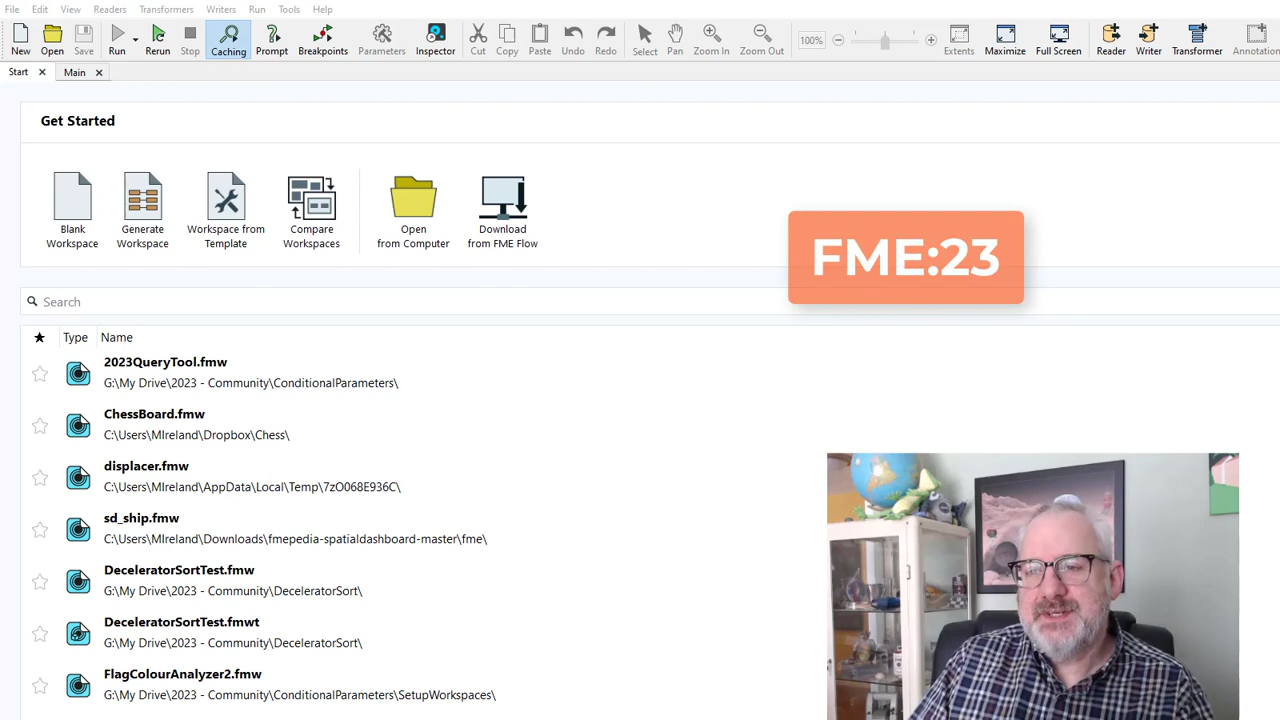 File Edit View Readers Transformers Writers Run Tools Help
New Open Save Run Rerun Stop Caching Prompt Breakpoints Parameters Inspector Cut Copy Paste Undo Redo Select Pan Zoom In Zoom Out 100% Extents Maximize Full Screen Reader Writer Transformer Annotation
Start Main
Get Started
Blank Workspace
Generate Workspace
Workspace from Template
Compare Workspaces
Open from Computer
Download from FME Flow
FME:23
Search
Type Name
2023QueryTool.fmw
G:\My Drive\2023 - Community\ConditionalParameters\
ChessBoard.fmw
C:\Users\MIreland\Dropbox\Chess\
displacer.fmw
C:\Users\MIreland\AppData\Local\Temp\7zO068E936C\
sd_ship.fmw
C:\Users\MIreland\Downloads\fmepedia-spatialdashboard-master\fme\
DeceleratorSortTest.fmw
G:\My Drive\2023 - Community\DeceleratorSort\
DeceleratorSortTest.fmwt
G:\My Drive\2023 - Community\DeceleratorSort\
FlagColourAnalyzer2.fmw
G:\My Drive\2023 - Community\ConditionalParameters\SetupWorkspaces\